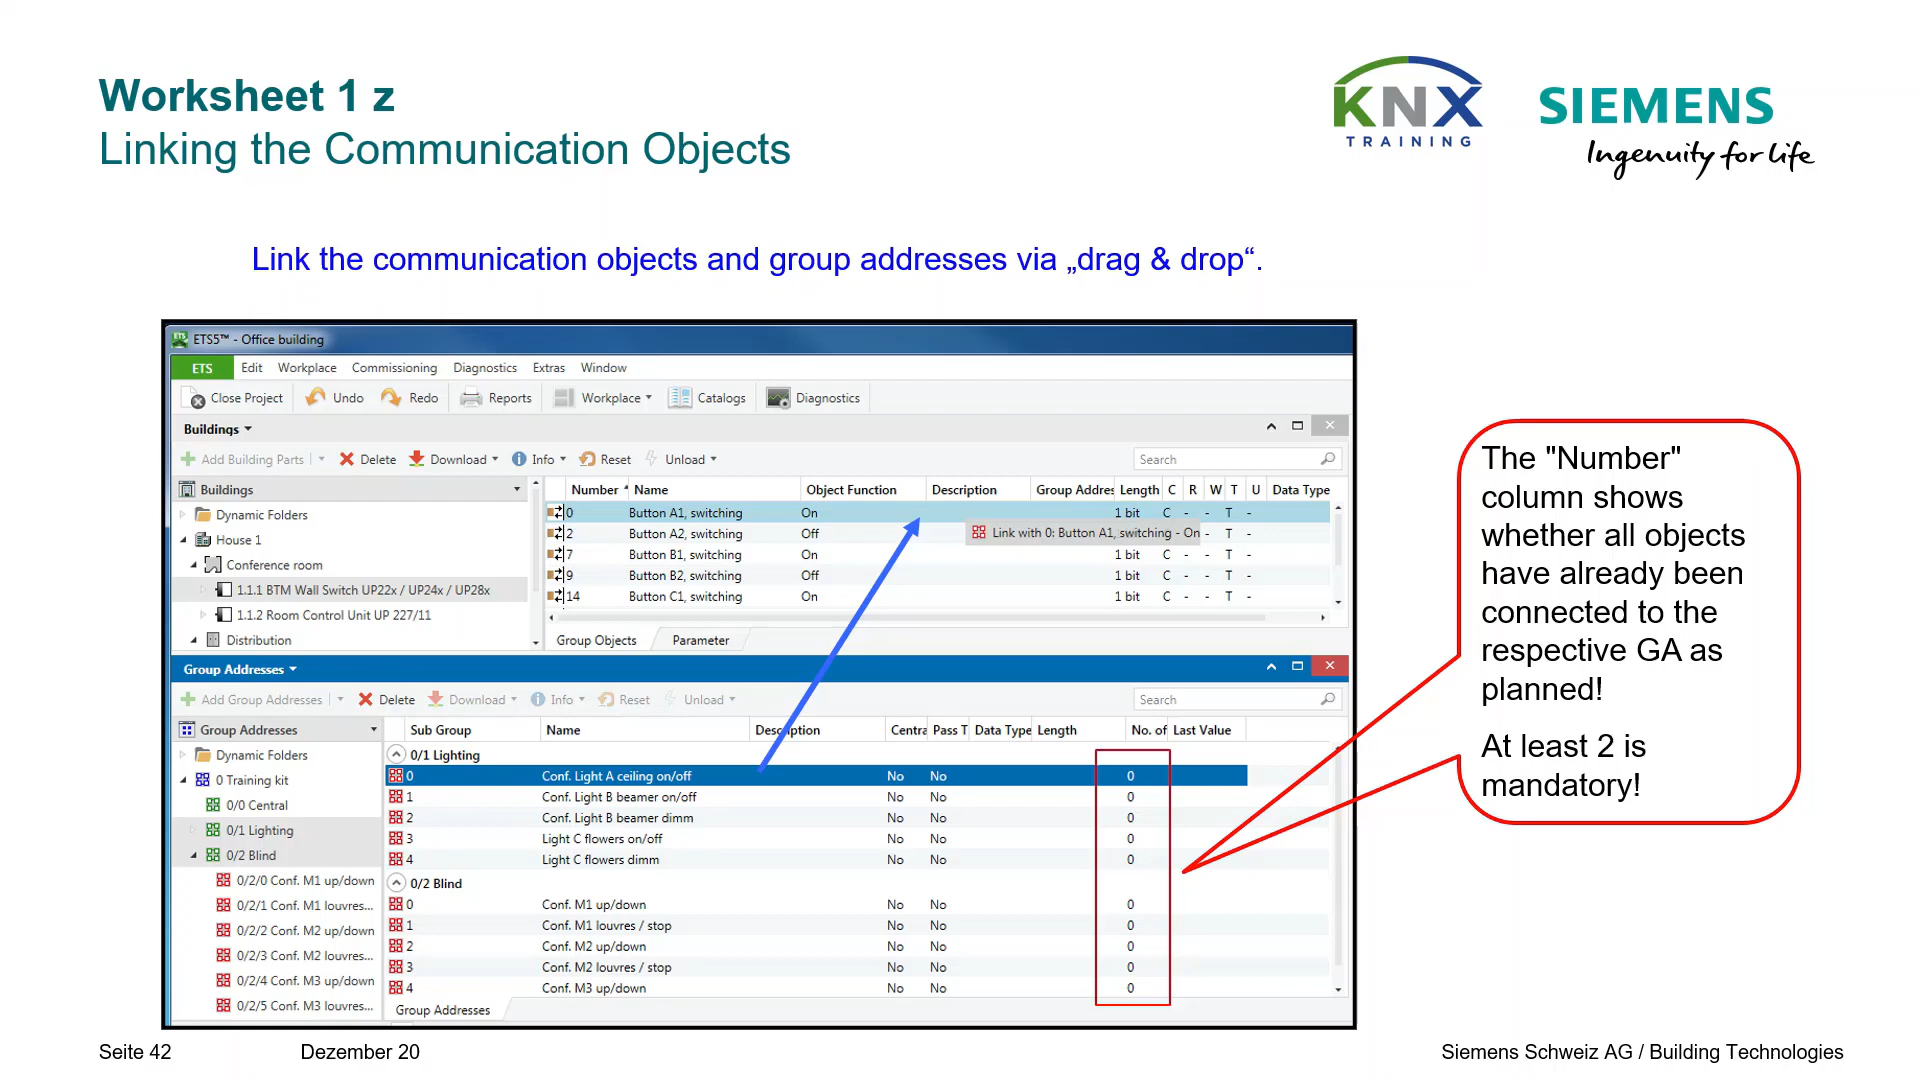 Worksheet 1 z
Linking the Communication Objects
KNX
TRAINING
SIEMENS
Ingenuity for life
Link the communication objects and group addresses via „drag & drop“.
ETS5™ - Office building
ETS Edit Workplace Commissioning Diagnostics Extras Window
Close Project Undo Redo Reports Workplace Catalogs Diagnostics
Buildings
Add Building Parts Delete Download Info Reset Unload Search
Buildings
Dynamic Folders
House 1
Conference room
1.1.1 BTM Wall Switch UP22x / UP24x / UP28x
1.1.2 Room Control Unit UP 227/11
Distribution
Number Name Object Function Description Group Addres Length C R W T U Data Type
0 Button A1, switching On 1 bit C - - T -
Link with 0: Button A1, switching - On
2 Button A2, switching Off - T -
7 Button B1, switching On 1 bit C - - T -
9 Button B2, switching Off 1 bit C - - T -
14 Button C1, switching On 1 bit C - - T -
Group Objects Parameter
Group Addresses
Add Group Addresses Delete Download Info Reset Unload Search
Group Addresses
Dynamic Folders
0 Training kit
0/0 Central
0/1 Lighting
0/2 Blind
0/2/0 Conf. M1 up/down
0/2/1 Conf. M1 louvres...
0/2/2 Conf. M2 up/down
0/2/3 Conf. M2 louvres...
0/2/4 Conf. M3 up/down
0/2/5 Conf. M3 louvres...
Sub Group Name Description Centra Pass T Data Type Length No. of Last Value
0/1 Lighting
0 Conf. Light A ceiling on/off No No 0
1 Conf. Light B beamer on/off No No 0
2 Conf. Light B beamer dimm No No 0
3 Light C flowers on/off No No 0
4 Light C flowers dimm No No 0
0/2 Blind
0 Conf. M1 up/down No No 0
1 Conf. M1 louvres / stop No No 0
2 Conf. M2 up/down No No 0
3 Conf. M2 louvres / stop No No 0
4 Conf. M3 up/down No No 0
Group Addresses
The "Number"
column shows
whether all objects
have already been
connected to the
respective GA as
planned!
At least 2 is
mandatory!
Seite 42
Dezember 20
Siemens Schweiz AG / Building Technologies